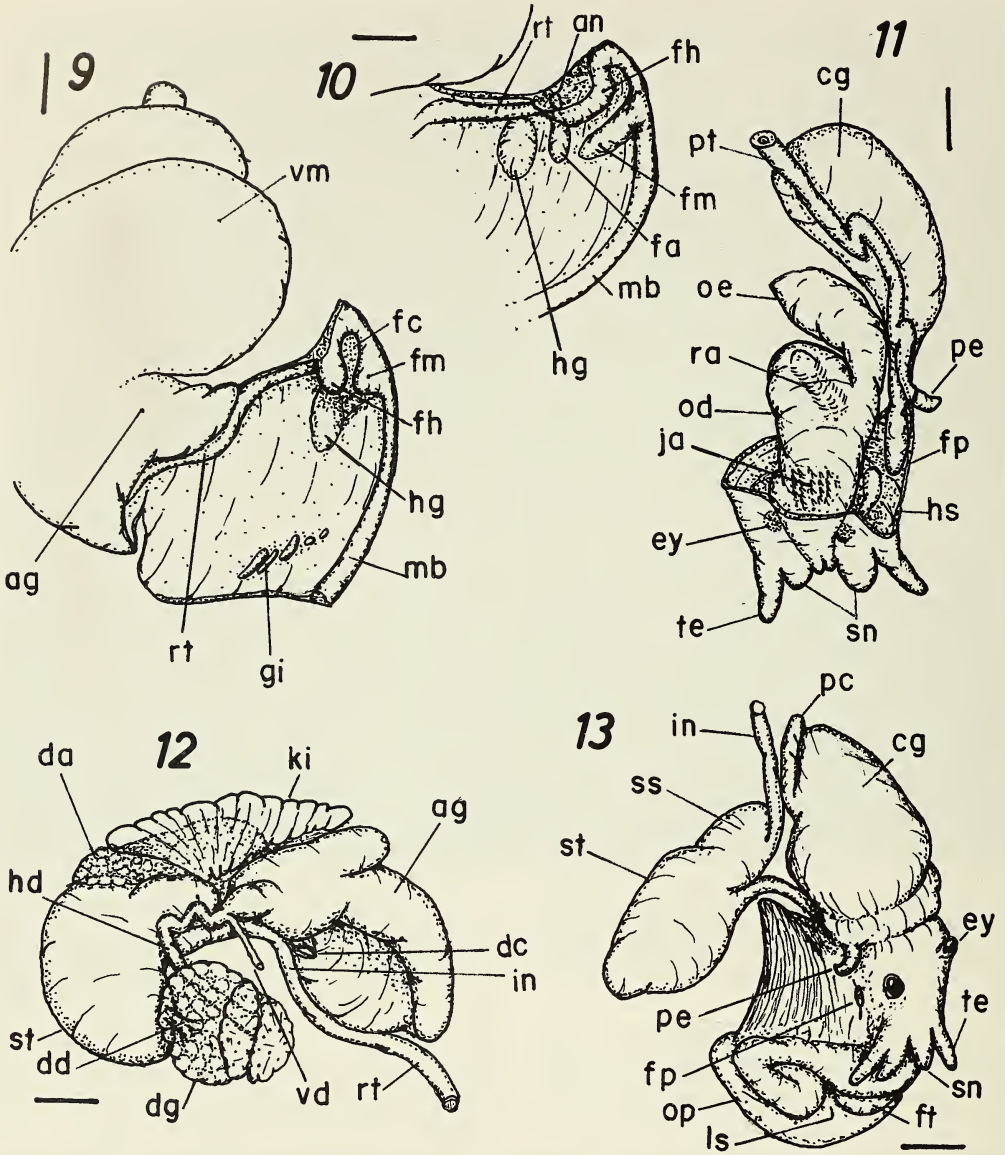 9
vm
fc
fm
fh
hg
mb
ag
rt
gi
10
rt
an
fh
fm
fa
mb
hg
11
cg
pt
oe
ra
pe
od
ja
fp
hs
ey
te
sn
12
da
ki
ag
hd
dc
in
st
dd
dg
vd
rt
13
in
pc
cg
ss
st
ey
pe
te
fp
sn
op
ft
ls